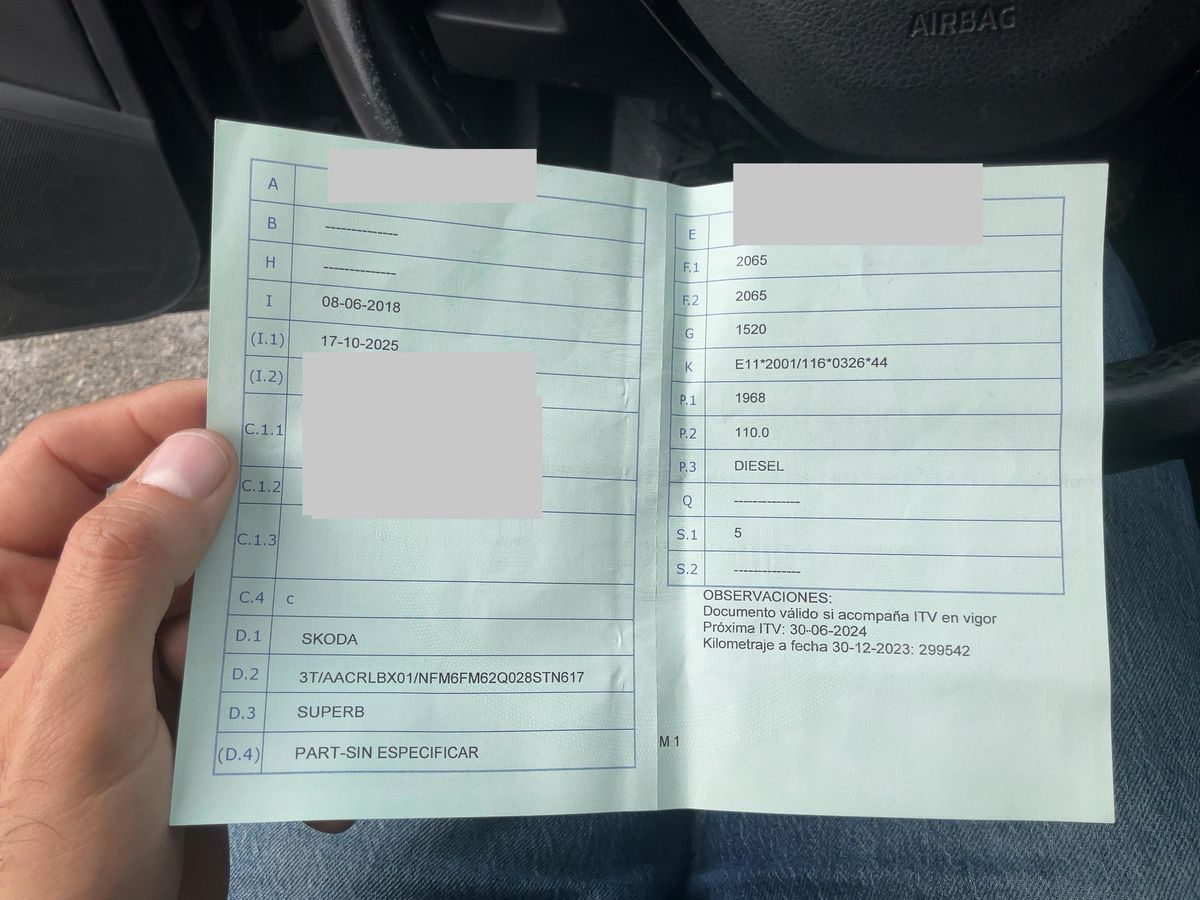 AIRBAG
A
B --------------
H --------------
I 08-06-2018
(I.1) 17-10-2025
(I.2)
C.1.1
C.1.2
C.1.3
C.4 c
D.1 SKODA
D.2 3T/AACRLBX01/NFM6FM62Q028STN617
D.3 SUPERB
(D.4) PART-SIN ESPECIFICAR
E
F.1 2065
F.2 2065
G 1520
K E11*2001/116*0326*44
P.1 1968
P.2 110.0
P.3 DIESEL
Q --------------
S.1 5
S.2 --------------
OBSERVACIONES:
Documento válido si acompaña ITV en vigor
Próxima ITV: 30-06-2024
Kilometraje a fecha 30-12-2023: 299542
M 1